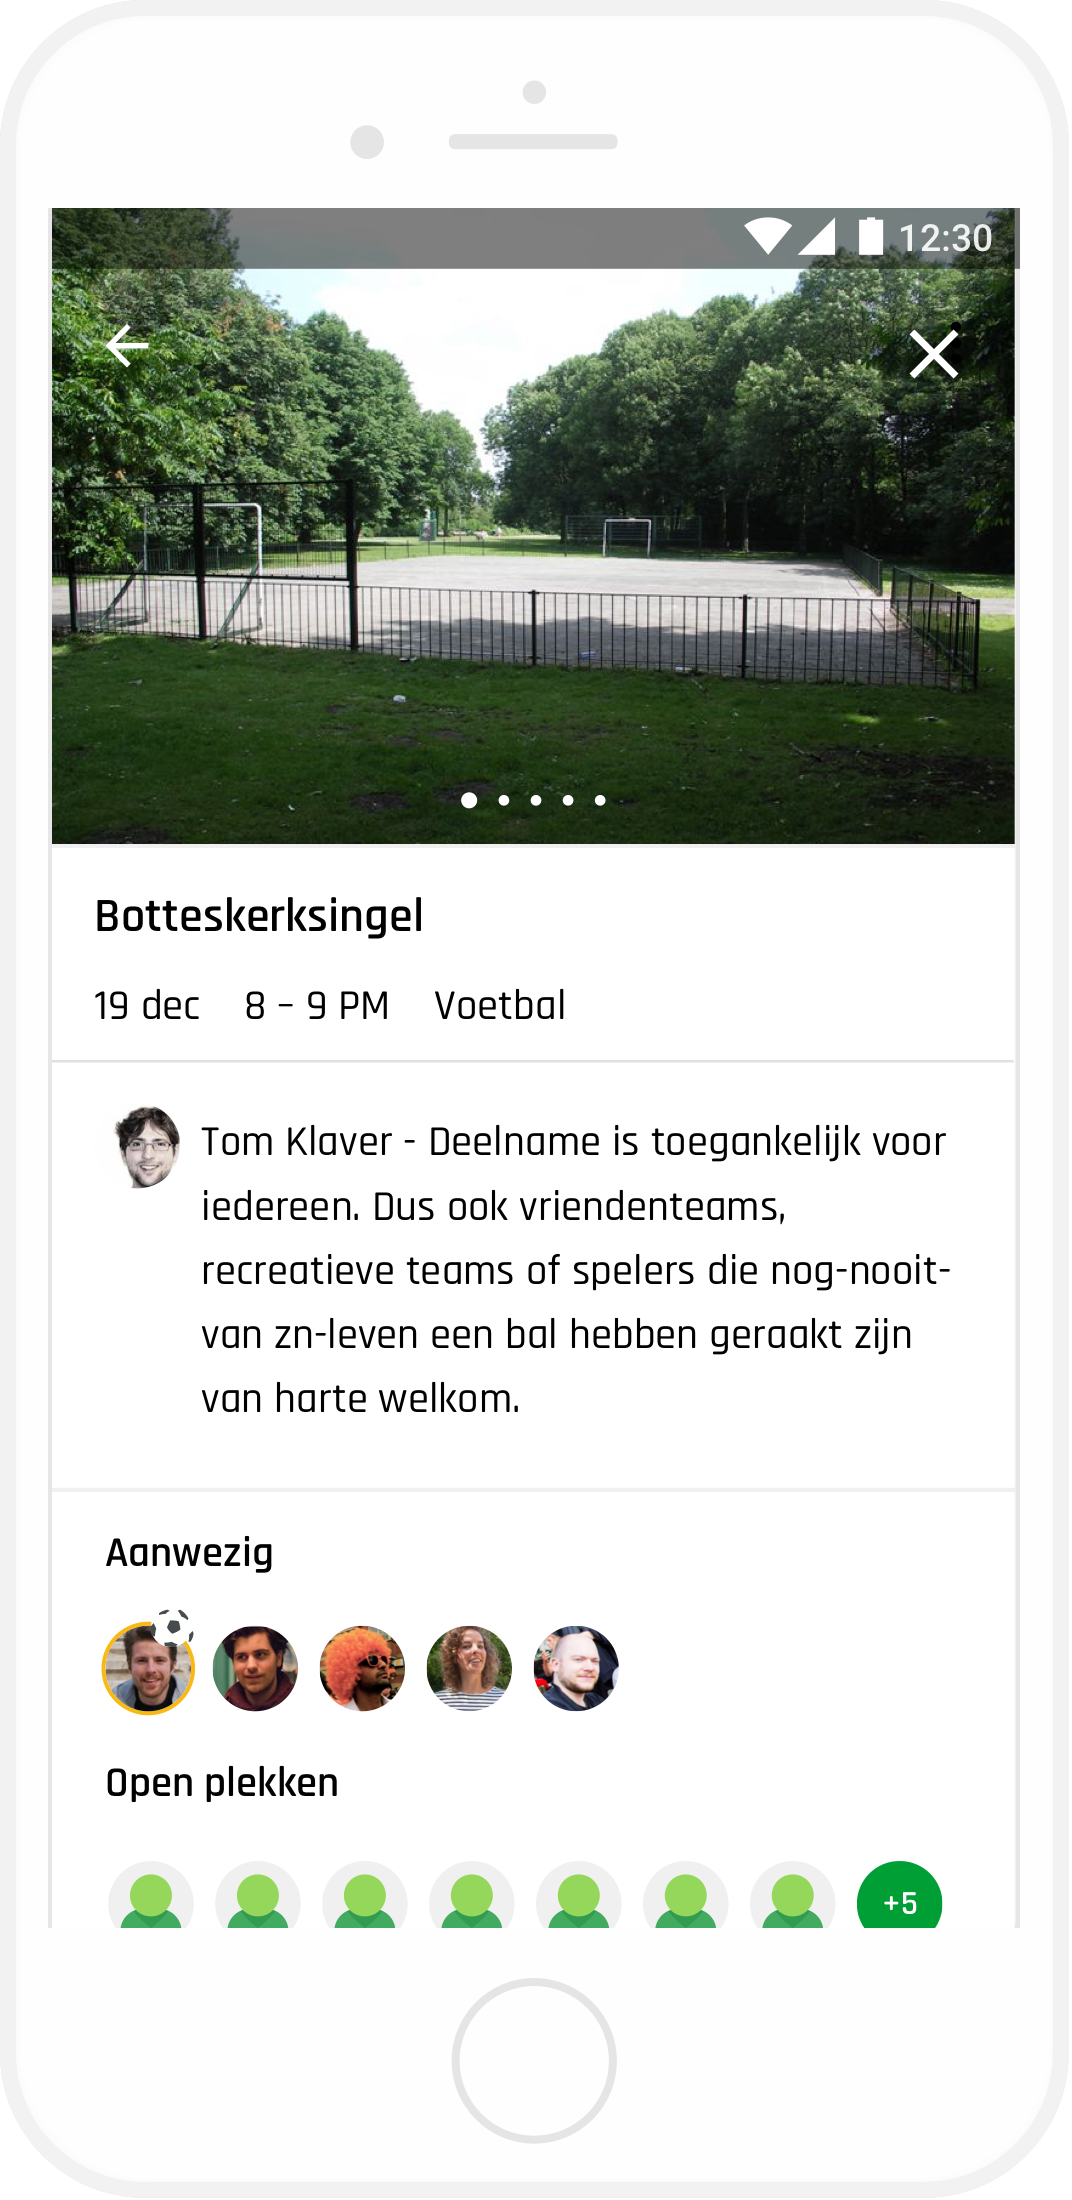 12:30
Botteskerksingel
19 dec 8 – 9 PM Voetbal
Tom Klaver - Deelname is toegankelijk voor
iedereen. Dus ook vriendenteams,
recreatieve teams of spelers die nog-nooit-
van zn-leven een bal hebben geraakt zijn
van harte welkom.
Aanwezig
Open plekken
+5